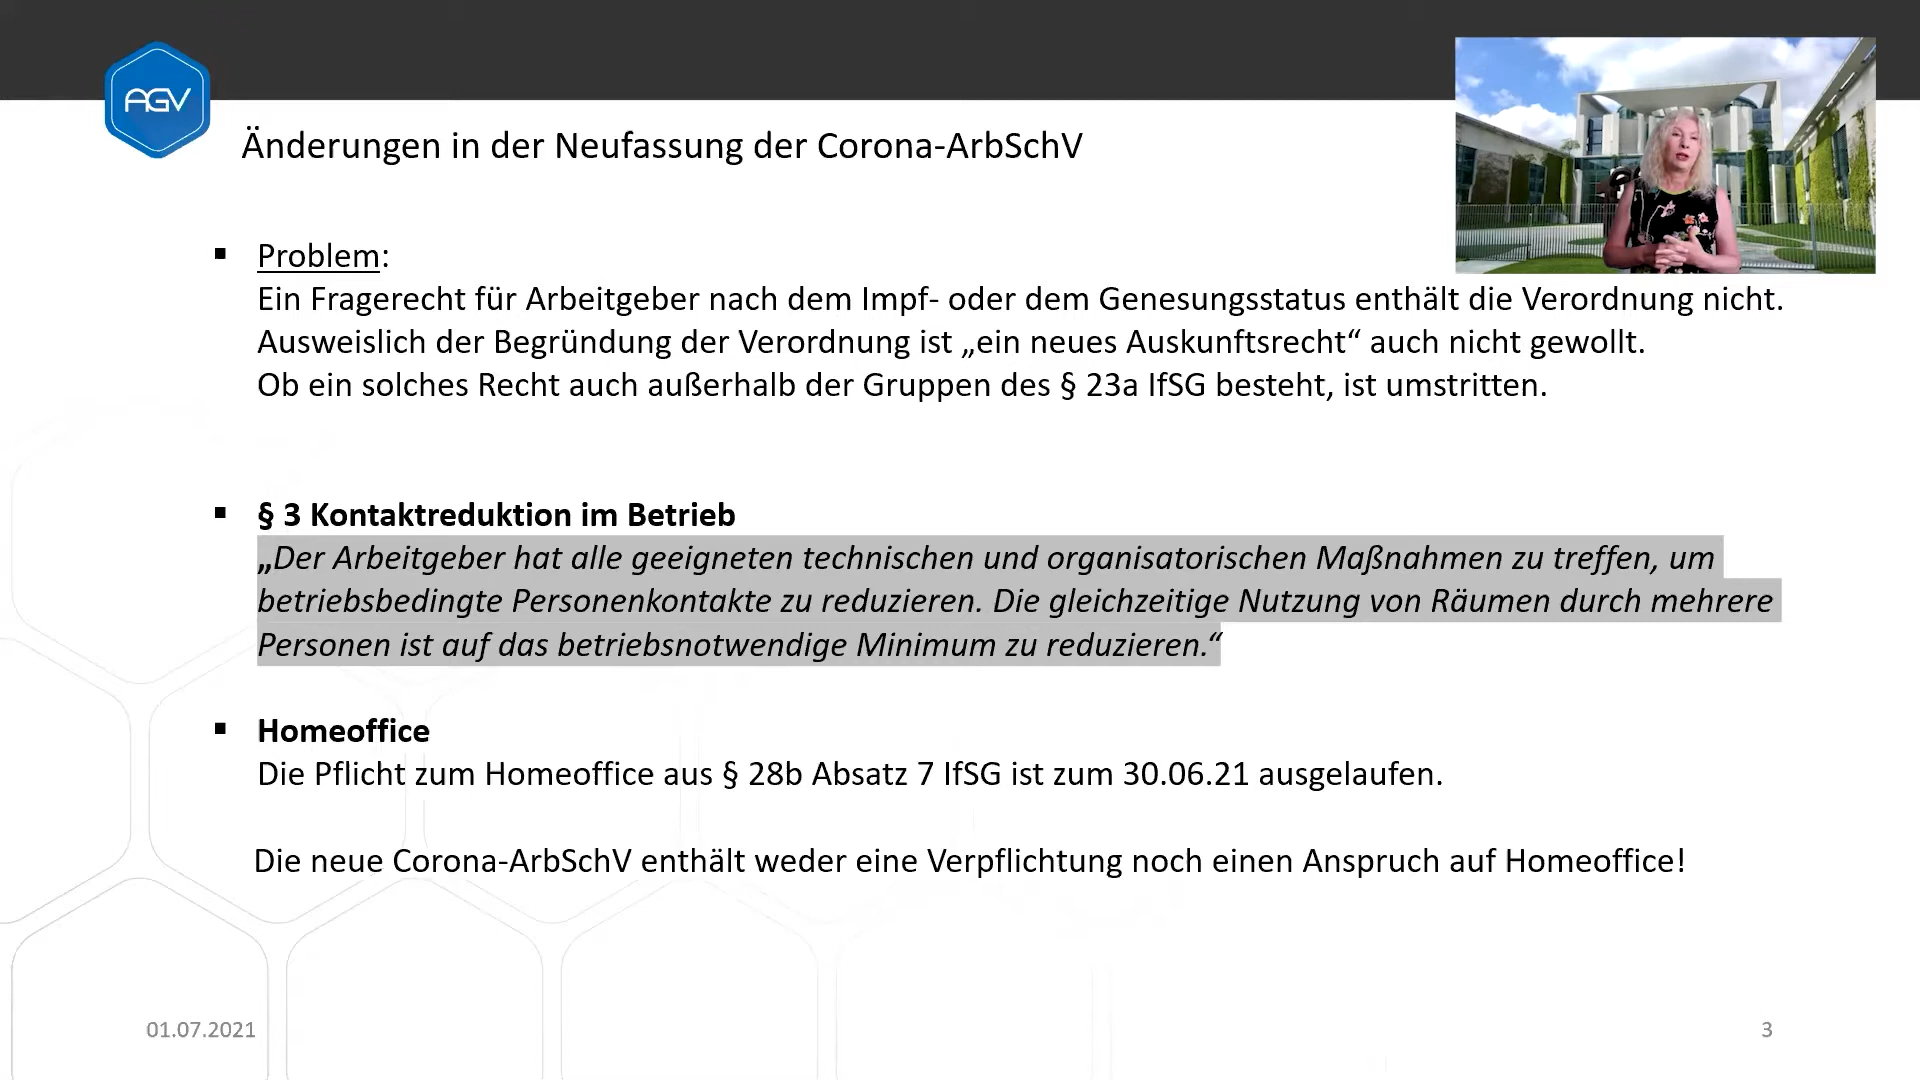 AGV
Änderungen in der Neufassung der Corona-ArbSchV
▪ Problem:
Ein Fragerecht für Arbeitgeber nach dem Impf- oder dem Genesungsstatus enthält die Verordnung nicht.
Ausweislich der Begründung der Verordnung ist „ein neues Auskunftsrecht“ auch nicht gewollt.
Ob ein solches Recht auch außerhalb der Gruppen des § 23a IfSG besteht, ist umstritten.
▪ § 3 Kontaktreduktion im Betrieb
„Der Arbeitgeber hat alle geeigneten technischen und organisatorischen Maßnahmen zu treffen, um
betriebsbedingte Personenkontakte zu reduzieren. Die gleichzeitige Nutzung von Räumen durch mehrere
Personen ist auf das betriebsnotwendige Minimum zu reduzieren.“
▪ Homeoffice
Die Pflicht zum Homeoffice aus § 28b Absatz 7 IfSG ist zum 30.06.21 ausgelaufen.
Die neue Corona-ArbSchV enthält weder eine Verpflichtung noch einen Anspruch auf Homeoffice!
01.07.2021
3